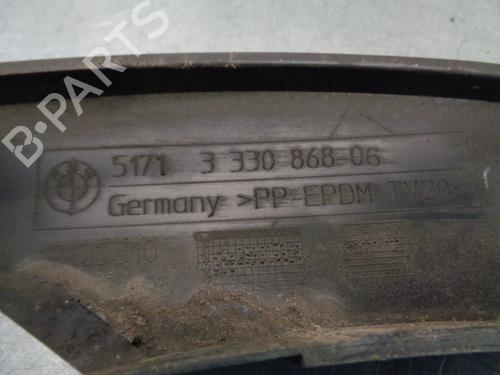 B-PARTS
5171 3 330 868-06
Germany >PP-EPDM TV20<